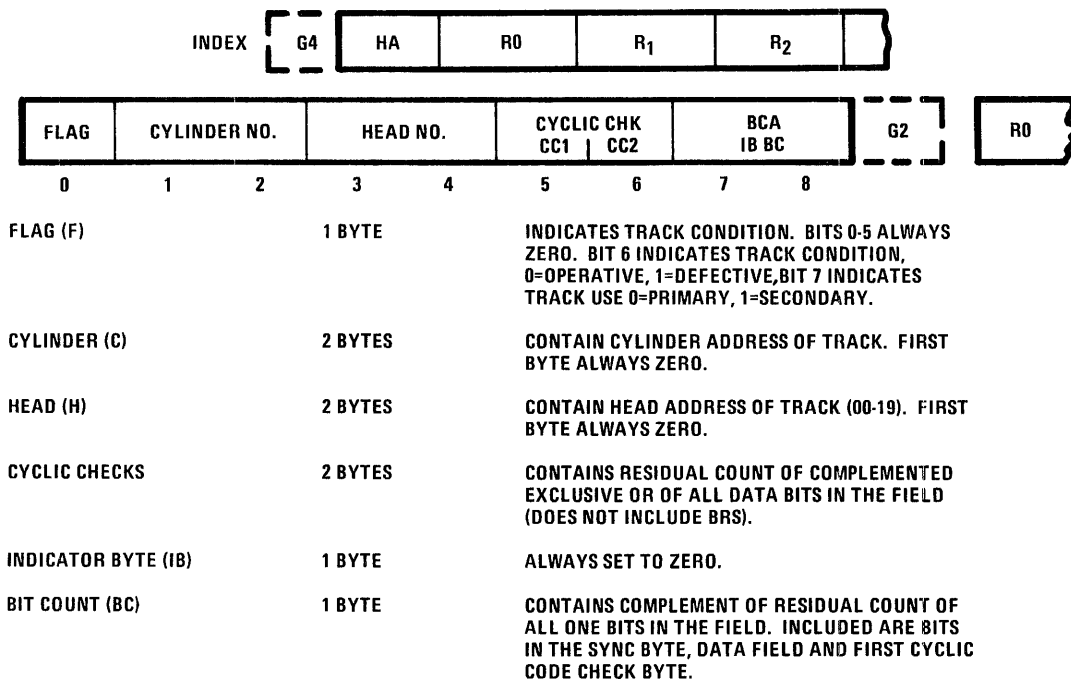 INDEX G4 HA R0 R1 R2
FLAG CYLINDER NO. HEAD NO. CYCLIC CHK BCA G2 R0
CC1 CC2 IB BC
0 1 2 3 4 5 6 7 8
FLAG (F) 1 BYTE INDICATES TRACK CONDITION. BITS 0-5 ALWAYS
ZERO. BIT 6 INDICATES TRACK CONDITION,
0=OPERATIVE, 1=DEFECTIVE,BIT 7 INDICATES
TRACK USE 0=PRIMARY, 1=SECONDARY.
CYLINDER (C) 2 BYTES CONTAIN CYLINDER ADDRESS OF TRACK. FIRST
BYTE ALWAYS ZERO.
HEAD (H) 2 BYTES CONTAIN HEAD ADDRESS OF TRACK (00-19). FIRST
BYTE ALWAYS ZERO.
CYCLIC CHECKS 2 BYTES CONTAINS RESIDUAL COUNT OF COMPLEMENTED
EXCLUSIVE OR OF ALL DATA BITS IN THE FIELD
(DOES NOT INCLUDE BRS).
INDICATOR BYTE (IB) 1 BYTE ALWAYS SET TO ZERO.
BIT COUNT (BC) 1 BYTE CONTAINS COMPLEMENT OF RESIDUAL COUNT OF
ALL ONE BITS IN THE FIELD. INCLUDED ARE BITS
IN THE SYNC BYTE, DATA FIELD AND FIRST CYCLIC
CODE CHECK BYTE.